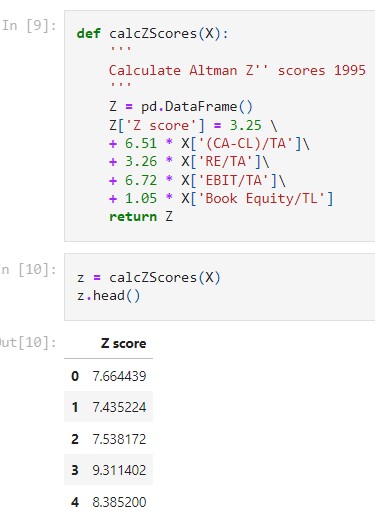 In [9]:
def calcZScores(X):
'''
Calculate Altman Z'' scores 1995
'''
Z = pd.DataFrame()
Z['Z score'] = 3.25 \
+ 6.51 * X['(CA-CL)/TA']\
+ 3.26 * X['RE/TA']\
+ 6.72 * X['EBIT/TA']\
+ 1.05 * X['Book Equity/TL']
return Z
n [10]:
z = calcZScores(X)
z.head()
ut[10]:
Z score
0 7.664439
1 7.435224
2 7.538172
3 9.311402
4 8.385200